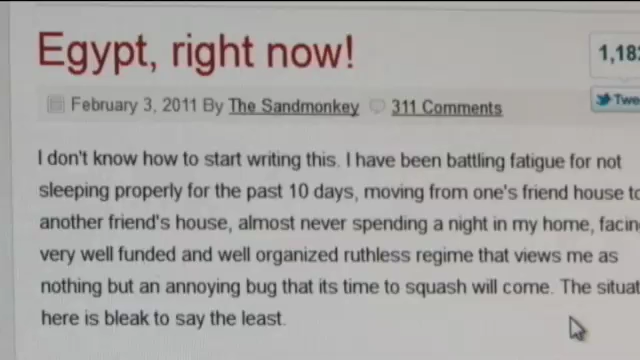 Egypt, right now!
1,18
February 3, 2011 By The Sandmonkey 311 Comments
I don't know how to start writing this. I have been battling fatigue for not
sleeping properly for the past 10 days, moving from one's friend house to
another friend's house, almost never spending a night in my home, facin
very well funded and well organized ruthless regime that views me as
nothing but an annoying bug that its time to squash will come. The situat
here is bleak to say the least.